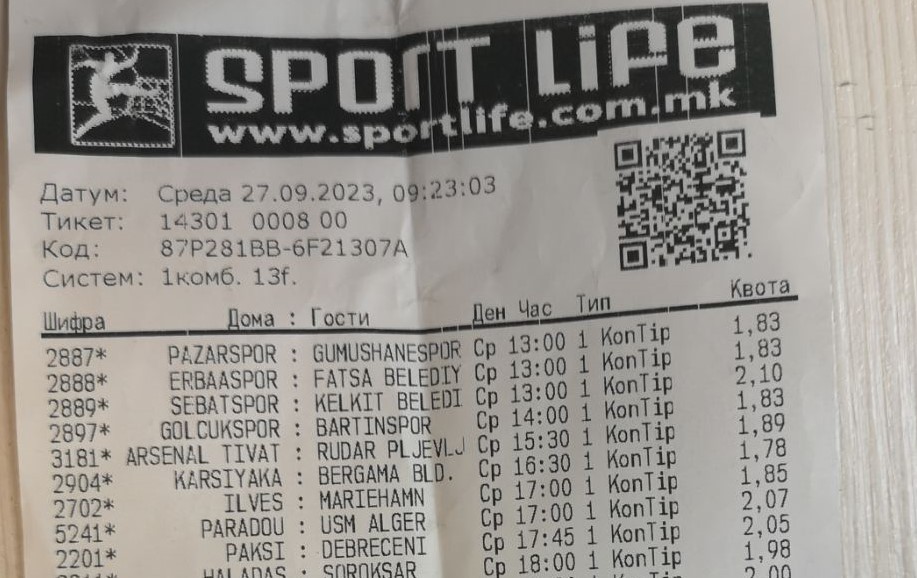 SPORT LIFE
www.sportlife.com.mk
Датум: Среда 27.09.2023, 09:23:03
Тикет: 14301 0008 00
Код: 87P281BB-6F21307A
Систем: 1комб. 13f.
Шифра Дома : Гости Ден Час Тип Квота
2887* PAZARSPOR : GUMUSHANESPOR Ср 13:00 1 KonTip 1,83
2888* ERBAASPOR : FATSA BELEDIY Ср 13:00 1 KonTip 1,83
2889* SEBATSPOR : KELKIT BELEDI Ср 13:00 1 KonTip 2,10
2897* GOLCUKSPOR : BARTINSPOR Ср 14:00 1 KonTip 1,83
3181* ARSENAL TIVAT : RUDAR PLJEVLJ Ср 15:30 1 KonTip 1,89
2904* KARSIYAKA : BERGAMA BLD. Ср 16:30 1 KonTip 1,78
2702* ILVES : MARIEHAMN Ср 17:00 1 KonTip 1,85
5241* PARADOU : USM ALGER Ср 17:00 1 KonTip 2,07
2201* PAKSI : DEBRECENI Ср 17:45 1 KonTip 2,05
HALADAS : SOROKSAR Ср 18:00 1 KonTip 1,98
2,00